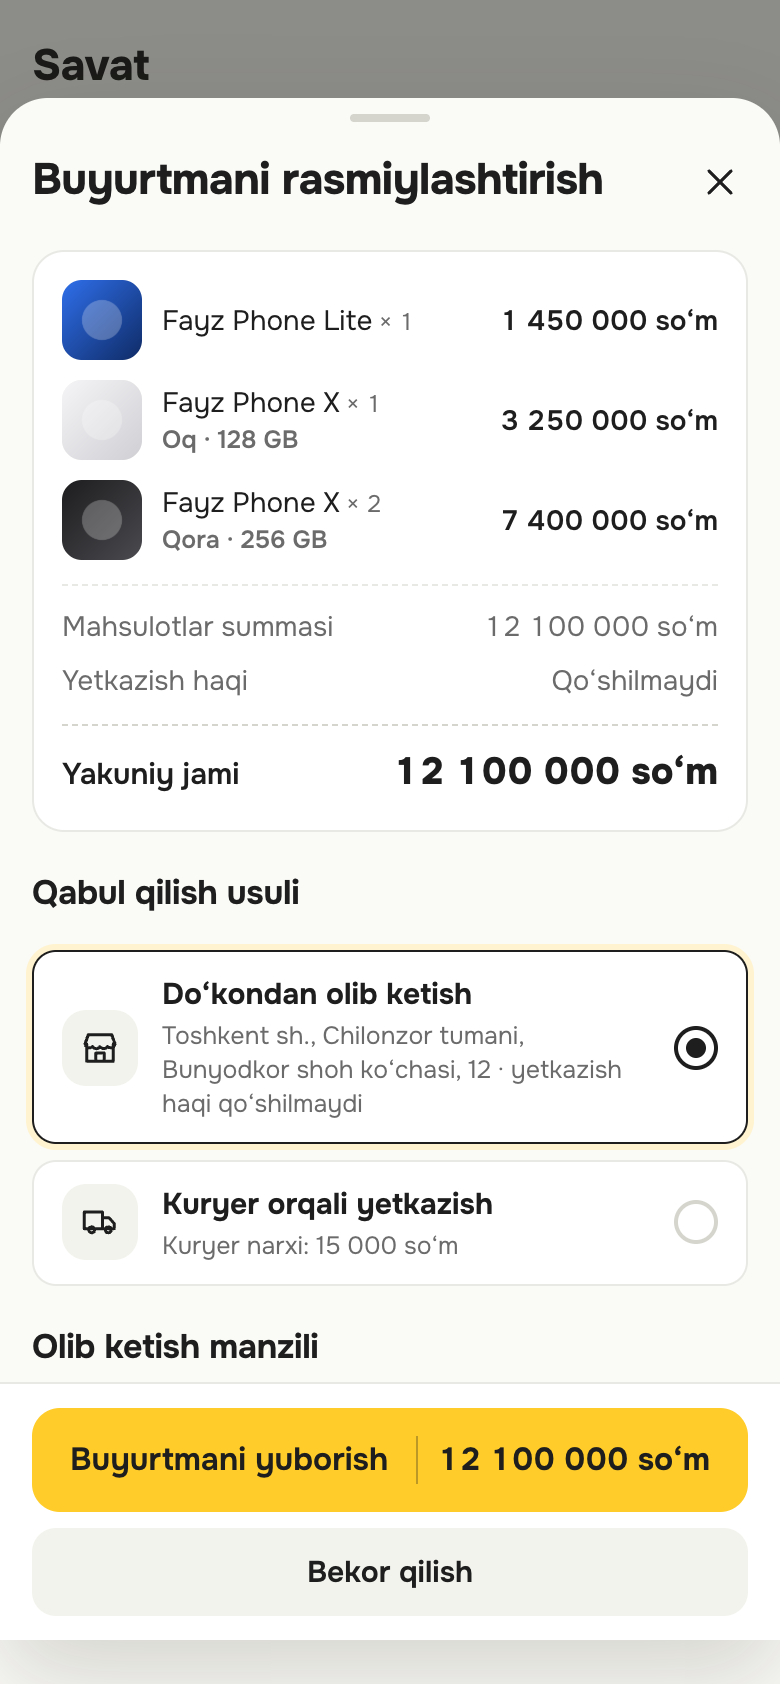 Savat
Buyurtmani rasmiylashtirish
Fayz Phone Lite × 1 1 450 000 so‘m
Fayz Phone X × 1
Oq · 128 GB
3 250 000 so‘m
Fayz Phone X × 2
Qora · 256 GB
7 400 000 so‘m
Mahsulotlar summasi 12 100 000 so‘m
Yetkazish haqi Qo‘shilmaydi
Yakuniy jami 12 100 000 so‘m
Qabul qilish usuli
Do‘kondan olib ketish
Toshkent sh., Chilonzor tumani,
Bunyodkor shoh ko‘chasi, 12 · yetkazish
haqi qo‘shilmaydi
Kuryer orqali yetkazish
Kuryer narxi: 15 000 so‘m
Olib ketish manzili
Buyurtmani yuborish 12 100 000 so‘m
Bekor qilish